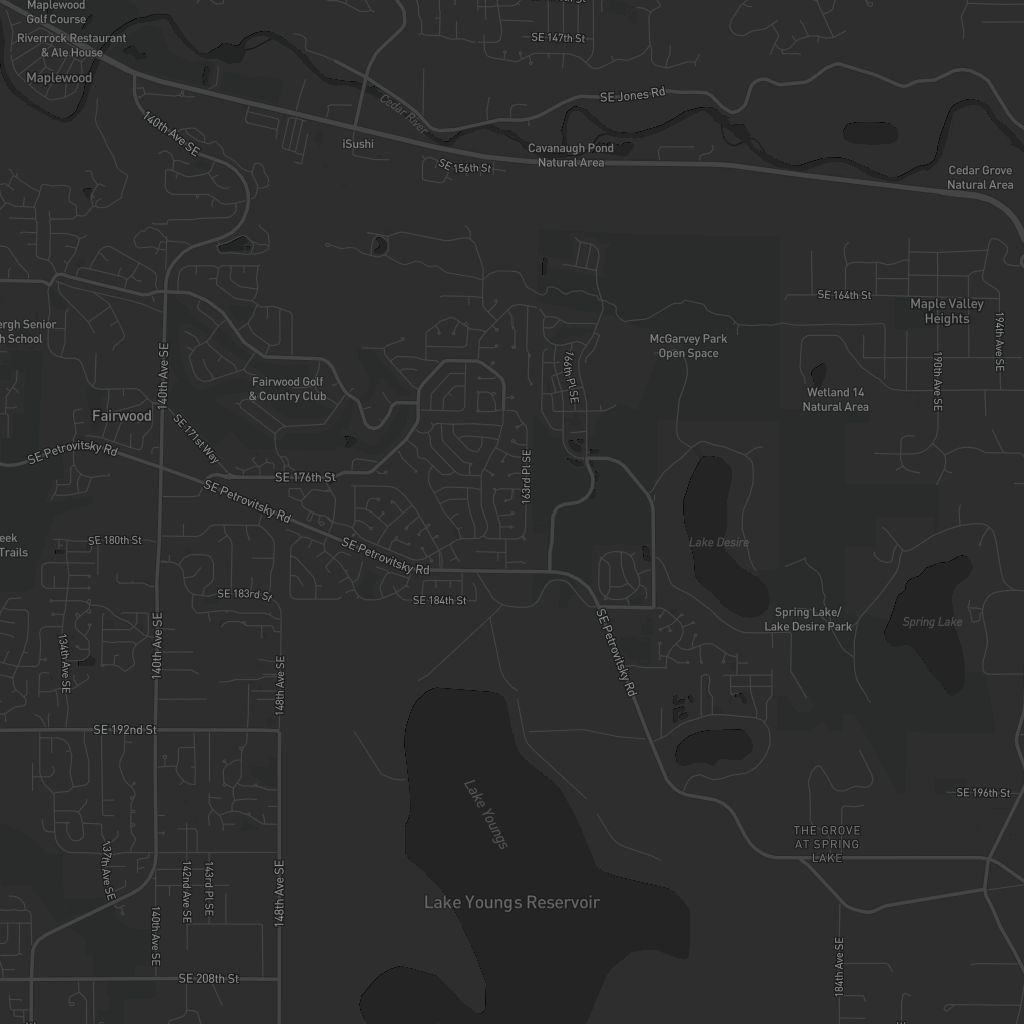 Maplewood
Golf Course
Riverrock Restaurant
& Ale House
Maplewood
SE 147th St
SE Jones Rd
Cedar River
140th Ave SE
iSushi
SE 156th St
Cavanaugh Pond
Natural Area
Cedar Grove
Natural Area
SE 164th St
Maple Valley
Heights
194th Ave SE
ergh Senior
h School
140th Ave SE
McGarvey Park
Open Space
166th Pl SE
190th Ave SE
Fairwood Golf
& Country Club
Wetland 14
Natural Area
Fairwood
SE 171st Way
SE Petrovitsky Rd
SE 176th St
163rd Pl SE
SE Petrovitsky Rd
eek
Trails
SE 180th St
SE Petrovitsky Rd
Lake Desire
SE 183rd St
SE 184th St
Spring Lake/
Lake Desire Park
Spring Lake
134th Ave SE
140th Ave SE
148th Ave SE
SE Petrovitsky Rd
SE 192nd St
Lake Youngs
SE 196th St
THE GROVE
AT SPRING
LAKE
137th Ave SE
142nd Ave SE
143rd Pl SE
148th Ave SE
Lake Youngs Reservoir
140th Ave SE
184th Ave SE
SE 208th St